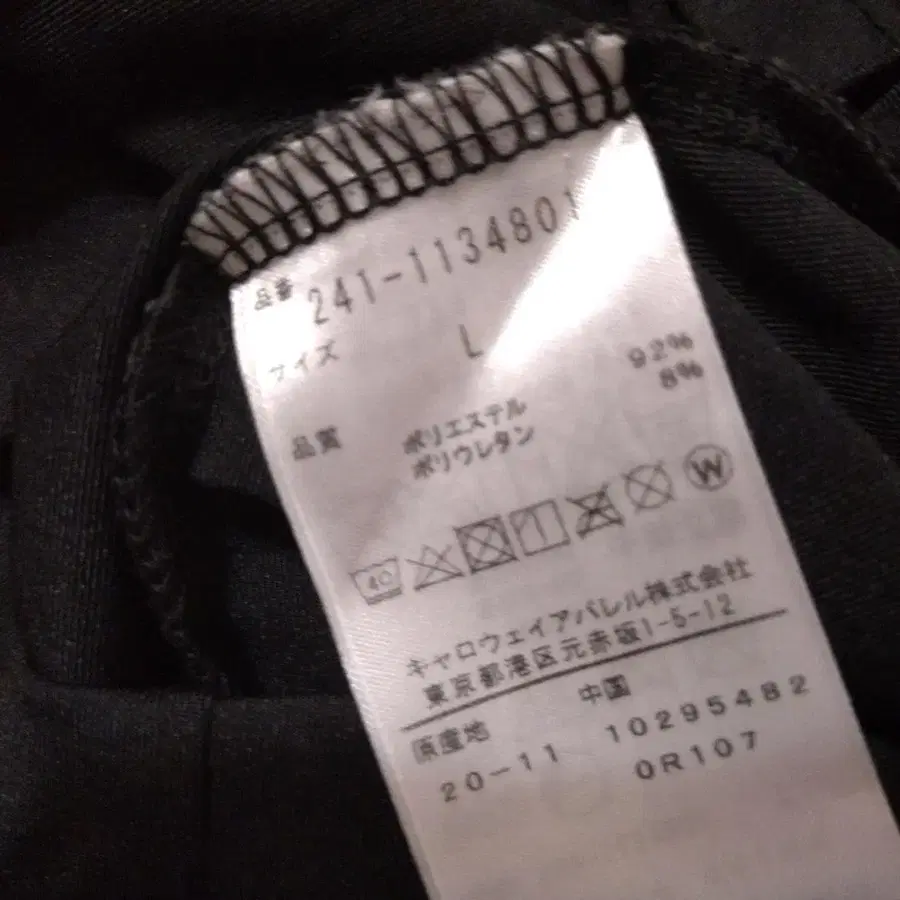 品番 241-1134801
サイズ L
品質 ポリエステル 92%
ポリウレタン 8%
40 W
キャロウェイアパレル株式会社
東京都港区元赤坂1-5-12
原産地 中国
20-11 10295482
0R107